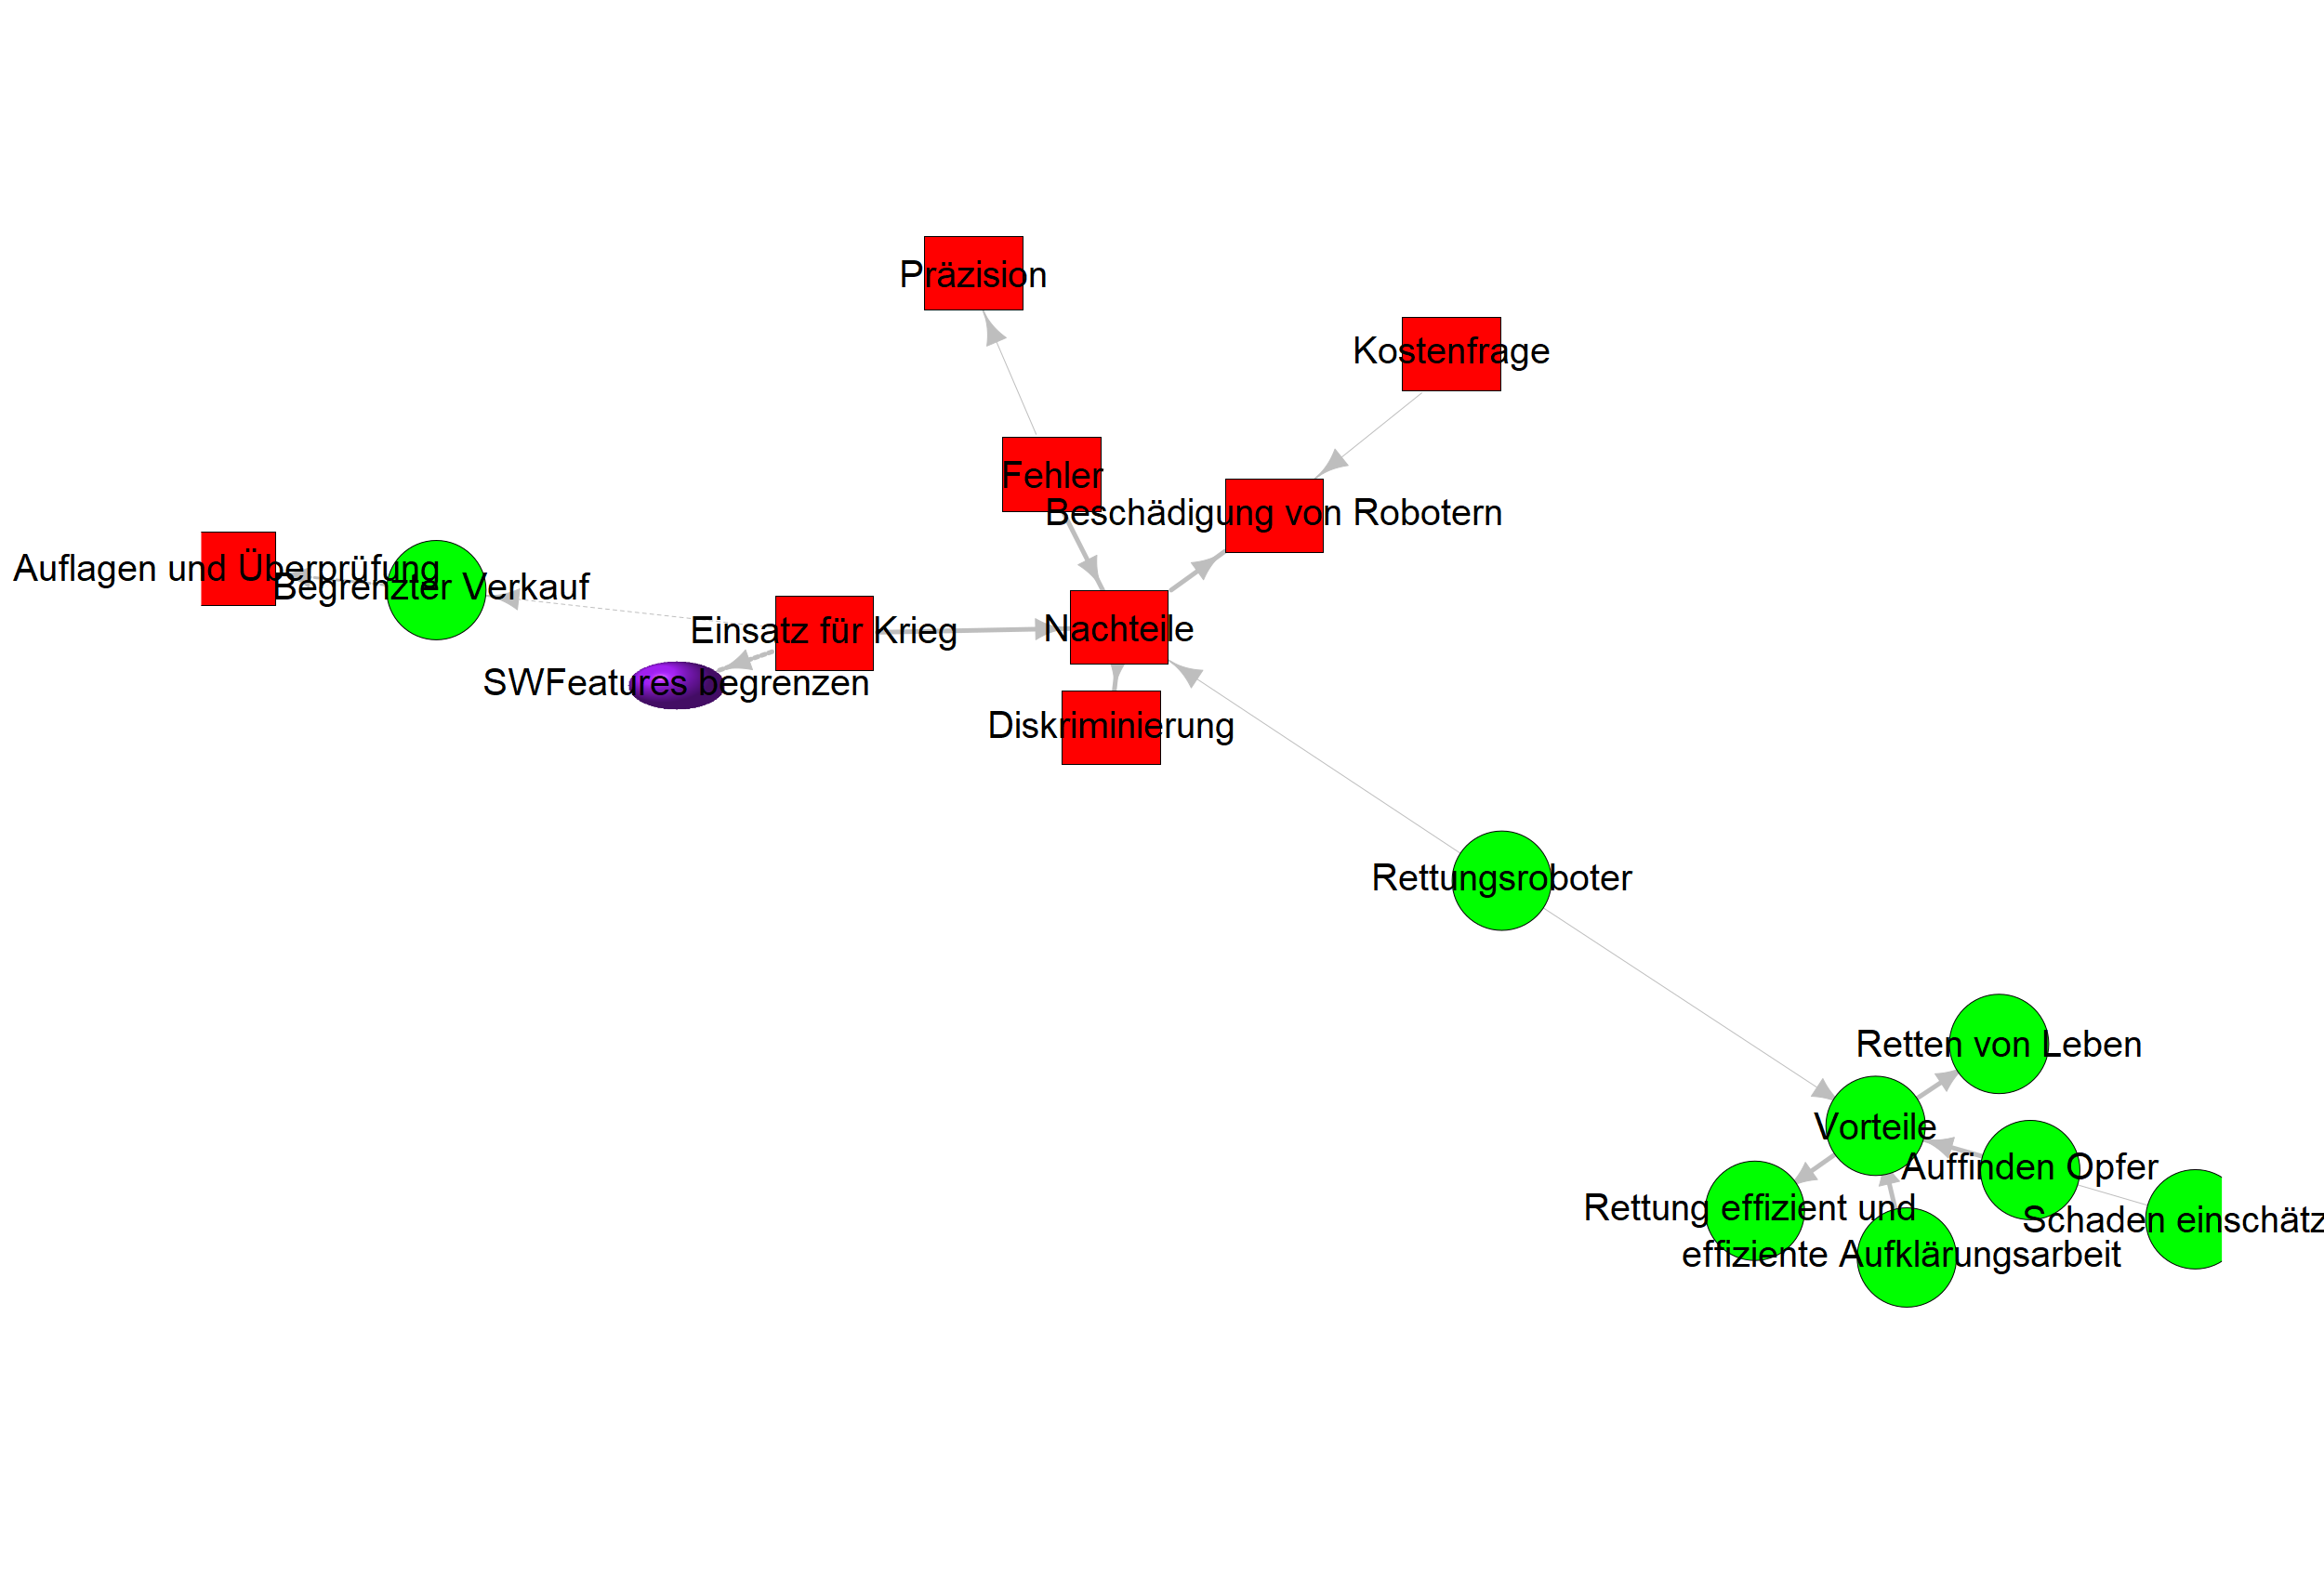 Präzision
Kostenfrage
Fehler
Beschädigung von Robotern
Auflagen und Überprüfung
Begrenzter Verkauf
Einsatz für Krieg
Nachteile
SWFeatures begrenzen
Diskriminierung
Rettungsroboter
Retten von Leben
Vorteile
Auffinden Opfer
Rettung effizient und
Schaden einschätz
effiziente Aufklärungsarbeit